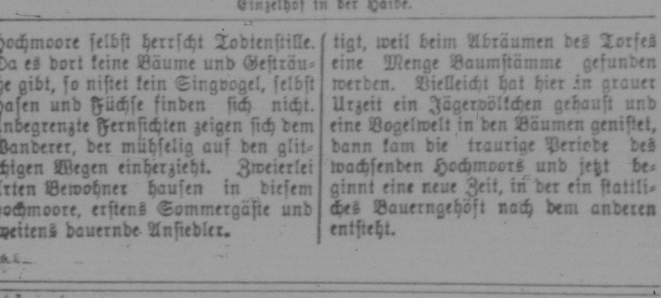 Einzelhof in der Haide.
hochmoore selbst herrscht Todtenstille.
Da es dort keine Bäume und Gesträu-
che gibt, so nistet kein Singvogel, selbst
Hasen und Füchse finden sich nicht.
Unbegrenzte Fernsichten zeigen sich dem
Wanderer, der mühselig auf den glit-
schigen Wegen einherzieht. Zweierlei
Arten Bewohner hausen in diesem
Hochmoore, erstens Sommergäste und
zweitens dauernde Ansiedler.
tigt, weil beim Abräumen des Torfes
eine Menge Baumstämme gefunden
werden. Vielleicht hat hier in grauer
Urzeit ein Jägervölkchen gehaust und
eine Vogelwelt in den Bäumen genistet,
dann kam die traurige Periode des
wachsenden Hochmoors und jetzt be-
ginnt eine neue Zeit, in der ein stattli-
ches Bauerngehöft nach dem anderen
entsteht.